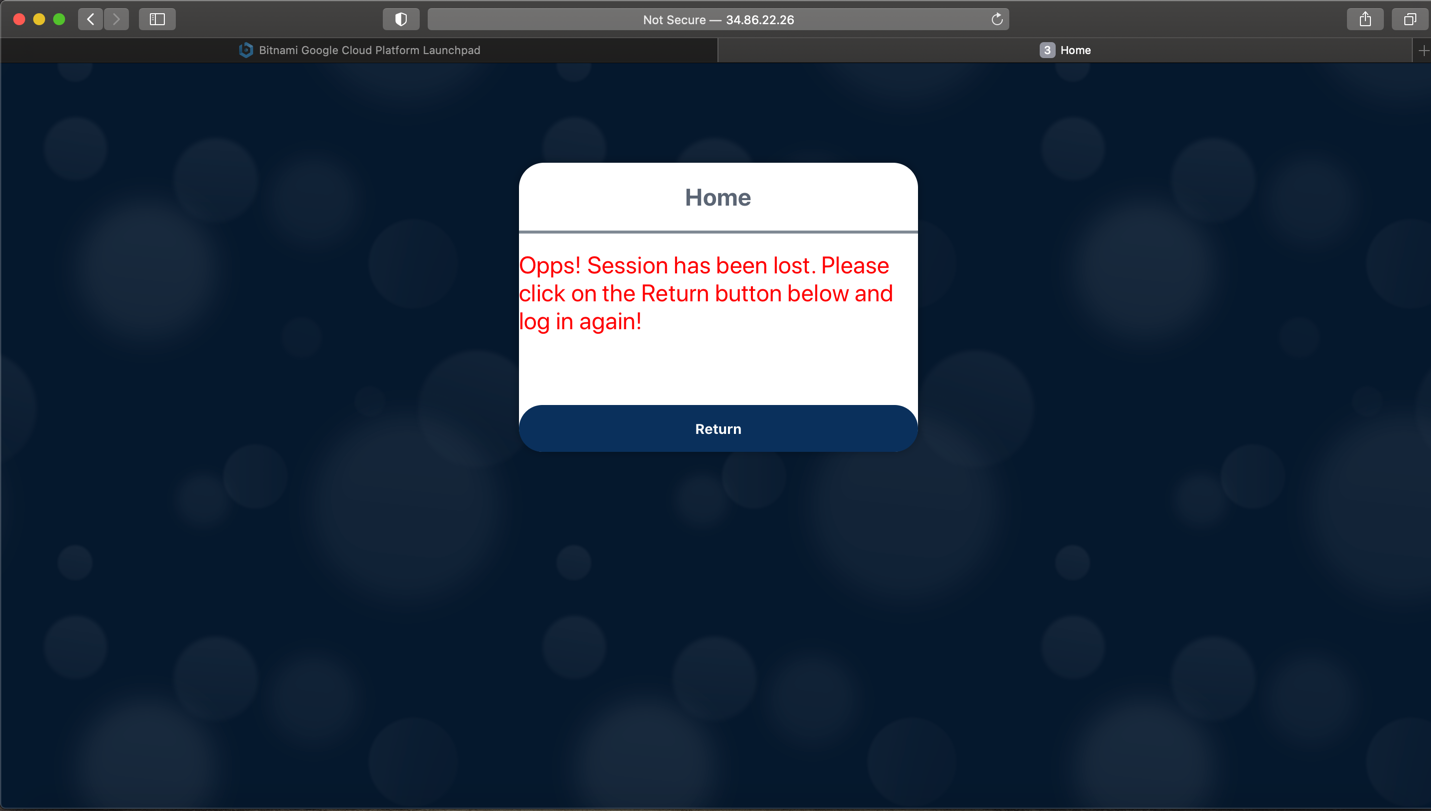 Not Secure — 34.86.22.26
Bitnami Google Cloud Platform Launchpad
3 Home
Home
Opps! Session has been lost. Please
click on the Return button below and
log in again!
Return